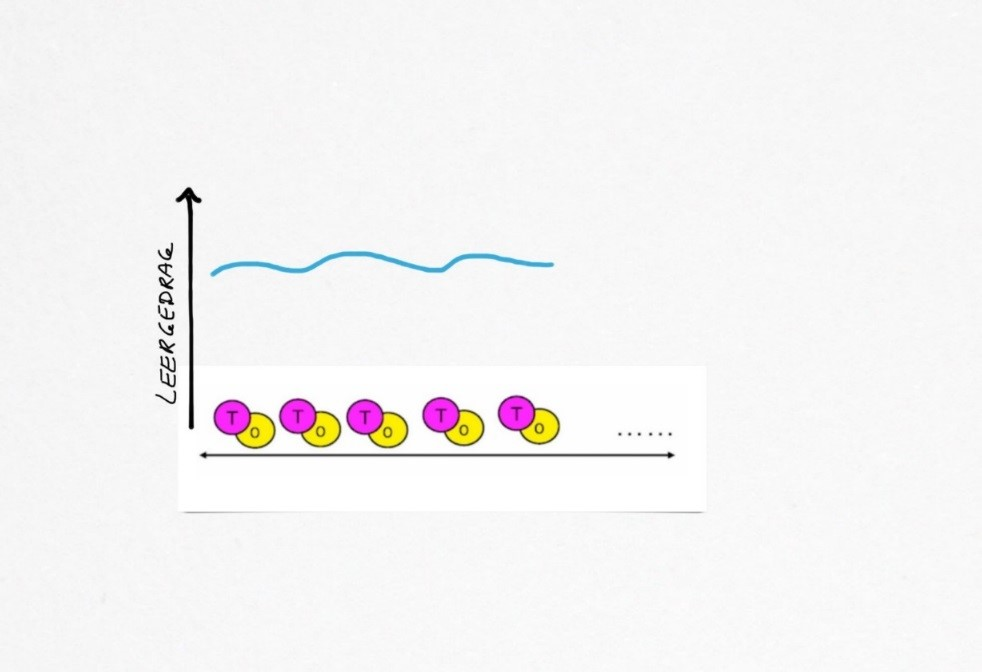 LEERGEDRAG
T T T T T
O O O O O
......